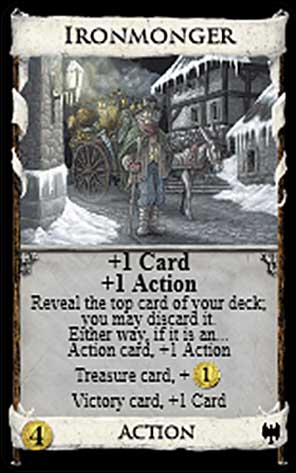 IRONMONGER
+1 Card
+1 Action
Reveal the top card of your deck;
you may discard it.
Either way, if it is an...
Action card, +1 Action
Treasure card, + 1
Victory card, +1 Card
4 ACTION